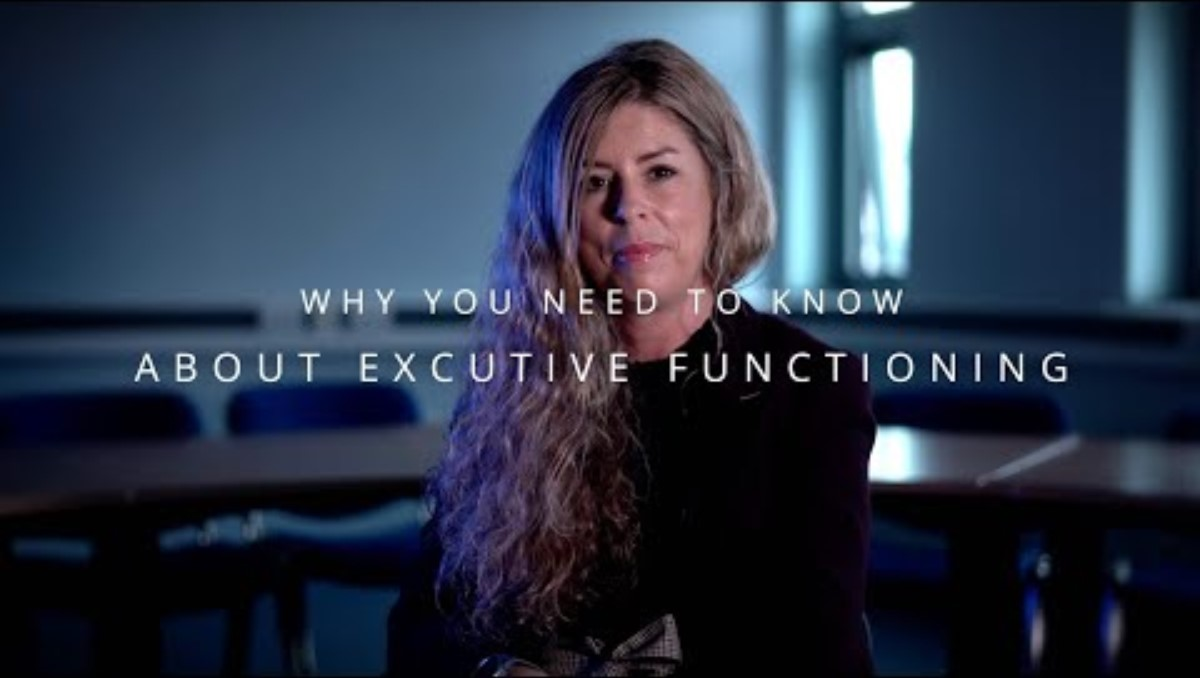 WHY YOU NEED TO KNOW
ABOUT EXCUTIVE FUNCTIONING